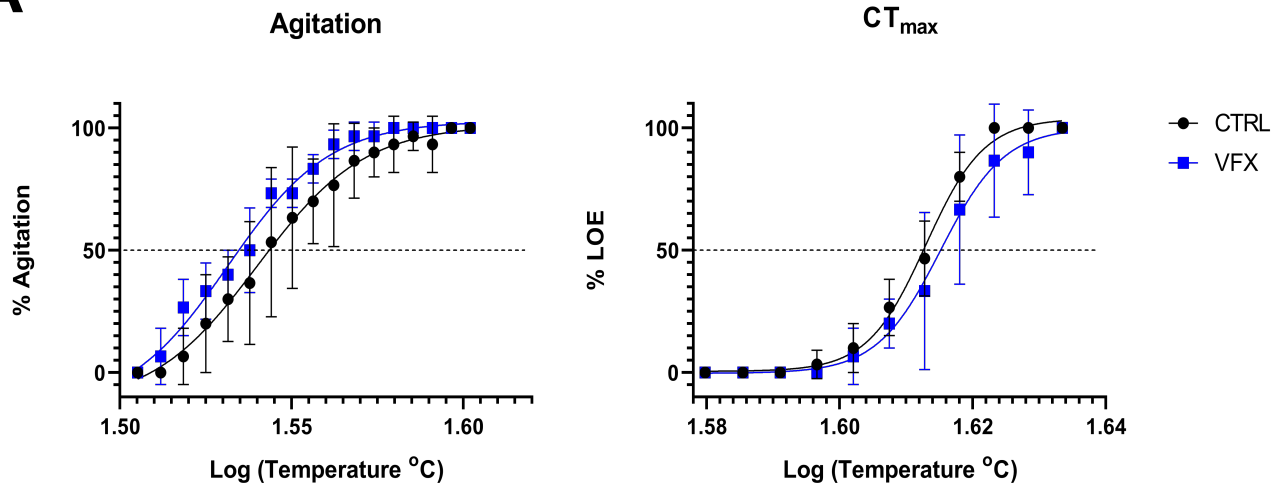 A
Agitation
CTmax
100
50
0
% Agitation
1.50
1.55
1.60
Log (Temperature °C)
100
50
0
% LOE
1.58
1.60
1.62
1.64
Log (Temperature °C)
CTRL
VFX